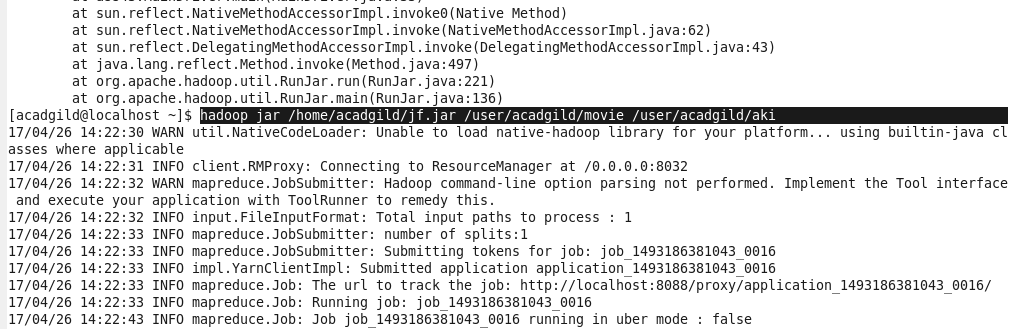 at sun.reflect.NativeMethodAccessorImpl.invoke0(Native Method)
at sun.reflect.NativeMethodAccessorImpl.invoke(NativeMethodAccessorImpl.java:62)
at sun.reflect.DelegatingMethodAccessorImpl.invoke(DelegatingMethodAccessorImpl.java:43)
at java.lang.reflect.Method.invoke(Method.java:497)
at org.apache.hadoop.util.RunJar.run(RunJar.java:221)
at org.apache.hadoop.util.RunJar.main(RunJar.java:136)
[acadgild@localhost ~]$ hadoop jar /home/acadgild/jf.jar /user/acadgild/movie /user/acadgild/aki
17/04/26 14:22:30 WARN util.NativeCodeLoader: Unable to load native-hadoop library for your platform... using builtin-java cl
asses where applicable
17/04/26 14:22:31 INFO client.RMProxy: Connecting to ResourceManager at /0.0.0.0:8032
17/04/26 14:22:32 WARN mapreduce.JobSubmitter: Hadoop command-line option parsing not performed. Implement the Tool interface
and execute your application with ToolRunner to remedy this.
17/04/26 14:22:32 INFO input.FileInputFormat: Total input paths to process : 1
17/04/26 14:22:33 INFO mapreduce.JobSubmitter: number of splits:1
17/04/26 14:22:33 INFO mapreduce.JobSubmitter: Submitting tokens for job: job_1493186381043_0016
17/04/26 14:22:33 INFO impl.YarnClientImpl: Submitted application application_1493186381043_0016
17/04/26 14:22:33 INFO mapreduce.Job: The url to track the job: http://localhost:8088/proxy/application_1493186381043_0016/
17/04/26 14:22:33 INFO mapreduce.Job: Running job: job_1493186381043_0016
17/04/26 14:22:43 INFO mapreduce.Job: Job job_1493186381043_0016 running in uber mode : false